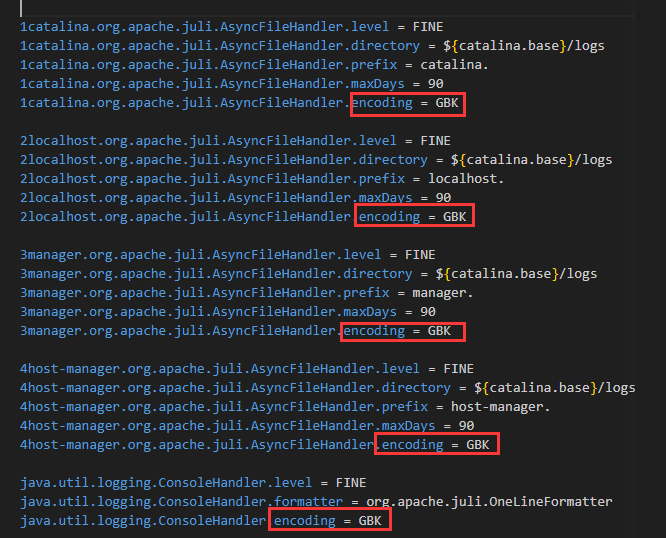 1catalina.org.apache.juli.AsyncFileHandler.level = FINE
1catalina.org.apache.juli.AsyncFileHandler.directory = ${catalina.base}/logs
1catalina.org.apache.juli.AsyncFileHandler.prefix = catalina.
1catalina.org.apache.juli.AsyncFileHandler.maxDays = 90
1catalina.org.apache.juli.AsyncFileHandler.encoding = GBK
2localhost.org.apache.juli.AsyncFileHandler.level = FINE
2localhost.org.apache.juli.AsyncFileHandler.directory = ${catalina.base}/logs
2localhost.org.apache.juli.AsyncFileHandler.prefix = localhost.
2localhost.org.apache.juli.AsyncFileHandler.maxDays = 90
2localhost.org.apache.juli.AsyncFileHandler.encoding = GBK
3manager.org.apache.juli.AsyncFileHandler.level = FINE
3manager.org.apache.juli.AsyncFileHandler.directory = ${catalina.base}/logs
3manager.org.apache.juli.AsyncFileHandler.prefix = manager.
3manager.org.apache.juli.AsyncFileHandler.maxDays = 90
3manager.org.apache.juli.AsyncFileHandler.encoding = GBK
4host-manager.org.apache.juli.AsyncFileHandler.level = FINE
4host-manager.org.apache.juli.AsyncFileHandler.directory = ${catalina.base}/logs
4host-manager.org.apache.juli.AsyncFileHandler.prefix = host-manager.
4host-manager.org.apache.juli.AsyncFileHandler.maxDays = 90
4host-manager.org.apache.juli.AsyncFileHandler.encoding = GBK
java.util.logging.ConsoleHandler.level = FINE
java.util.logging.ConsoleHandler.formatter = org.apache.juli.OneLineFormatter
java.util.logging.ConsoleHandler.encoding = GBK